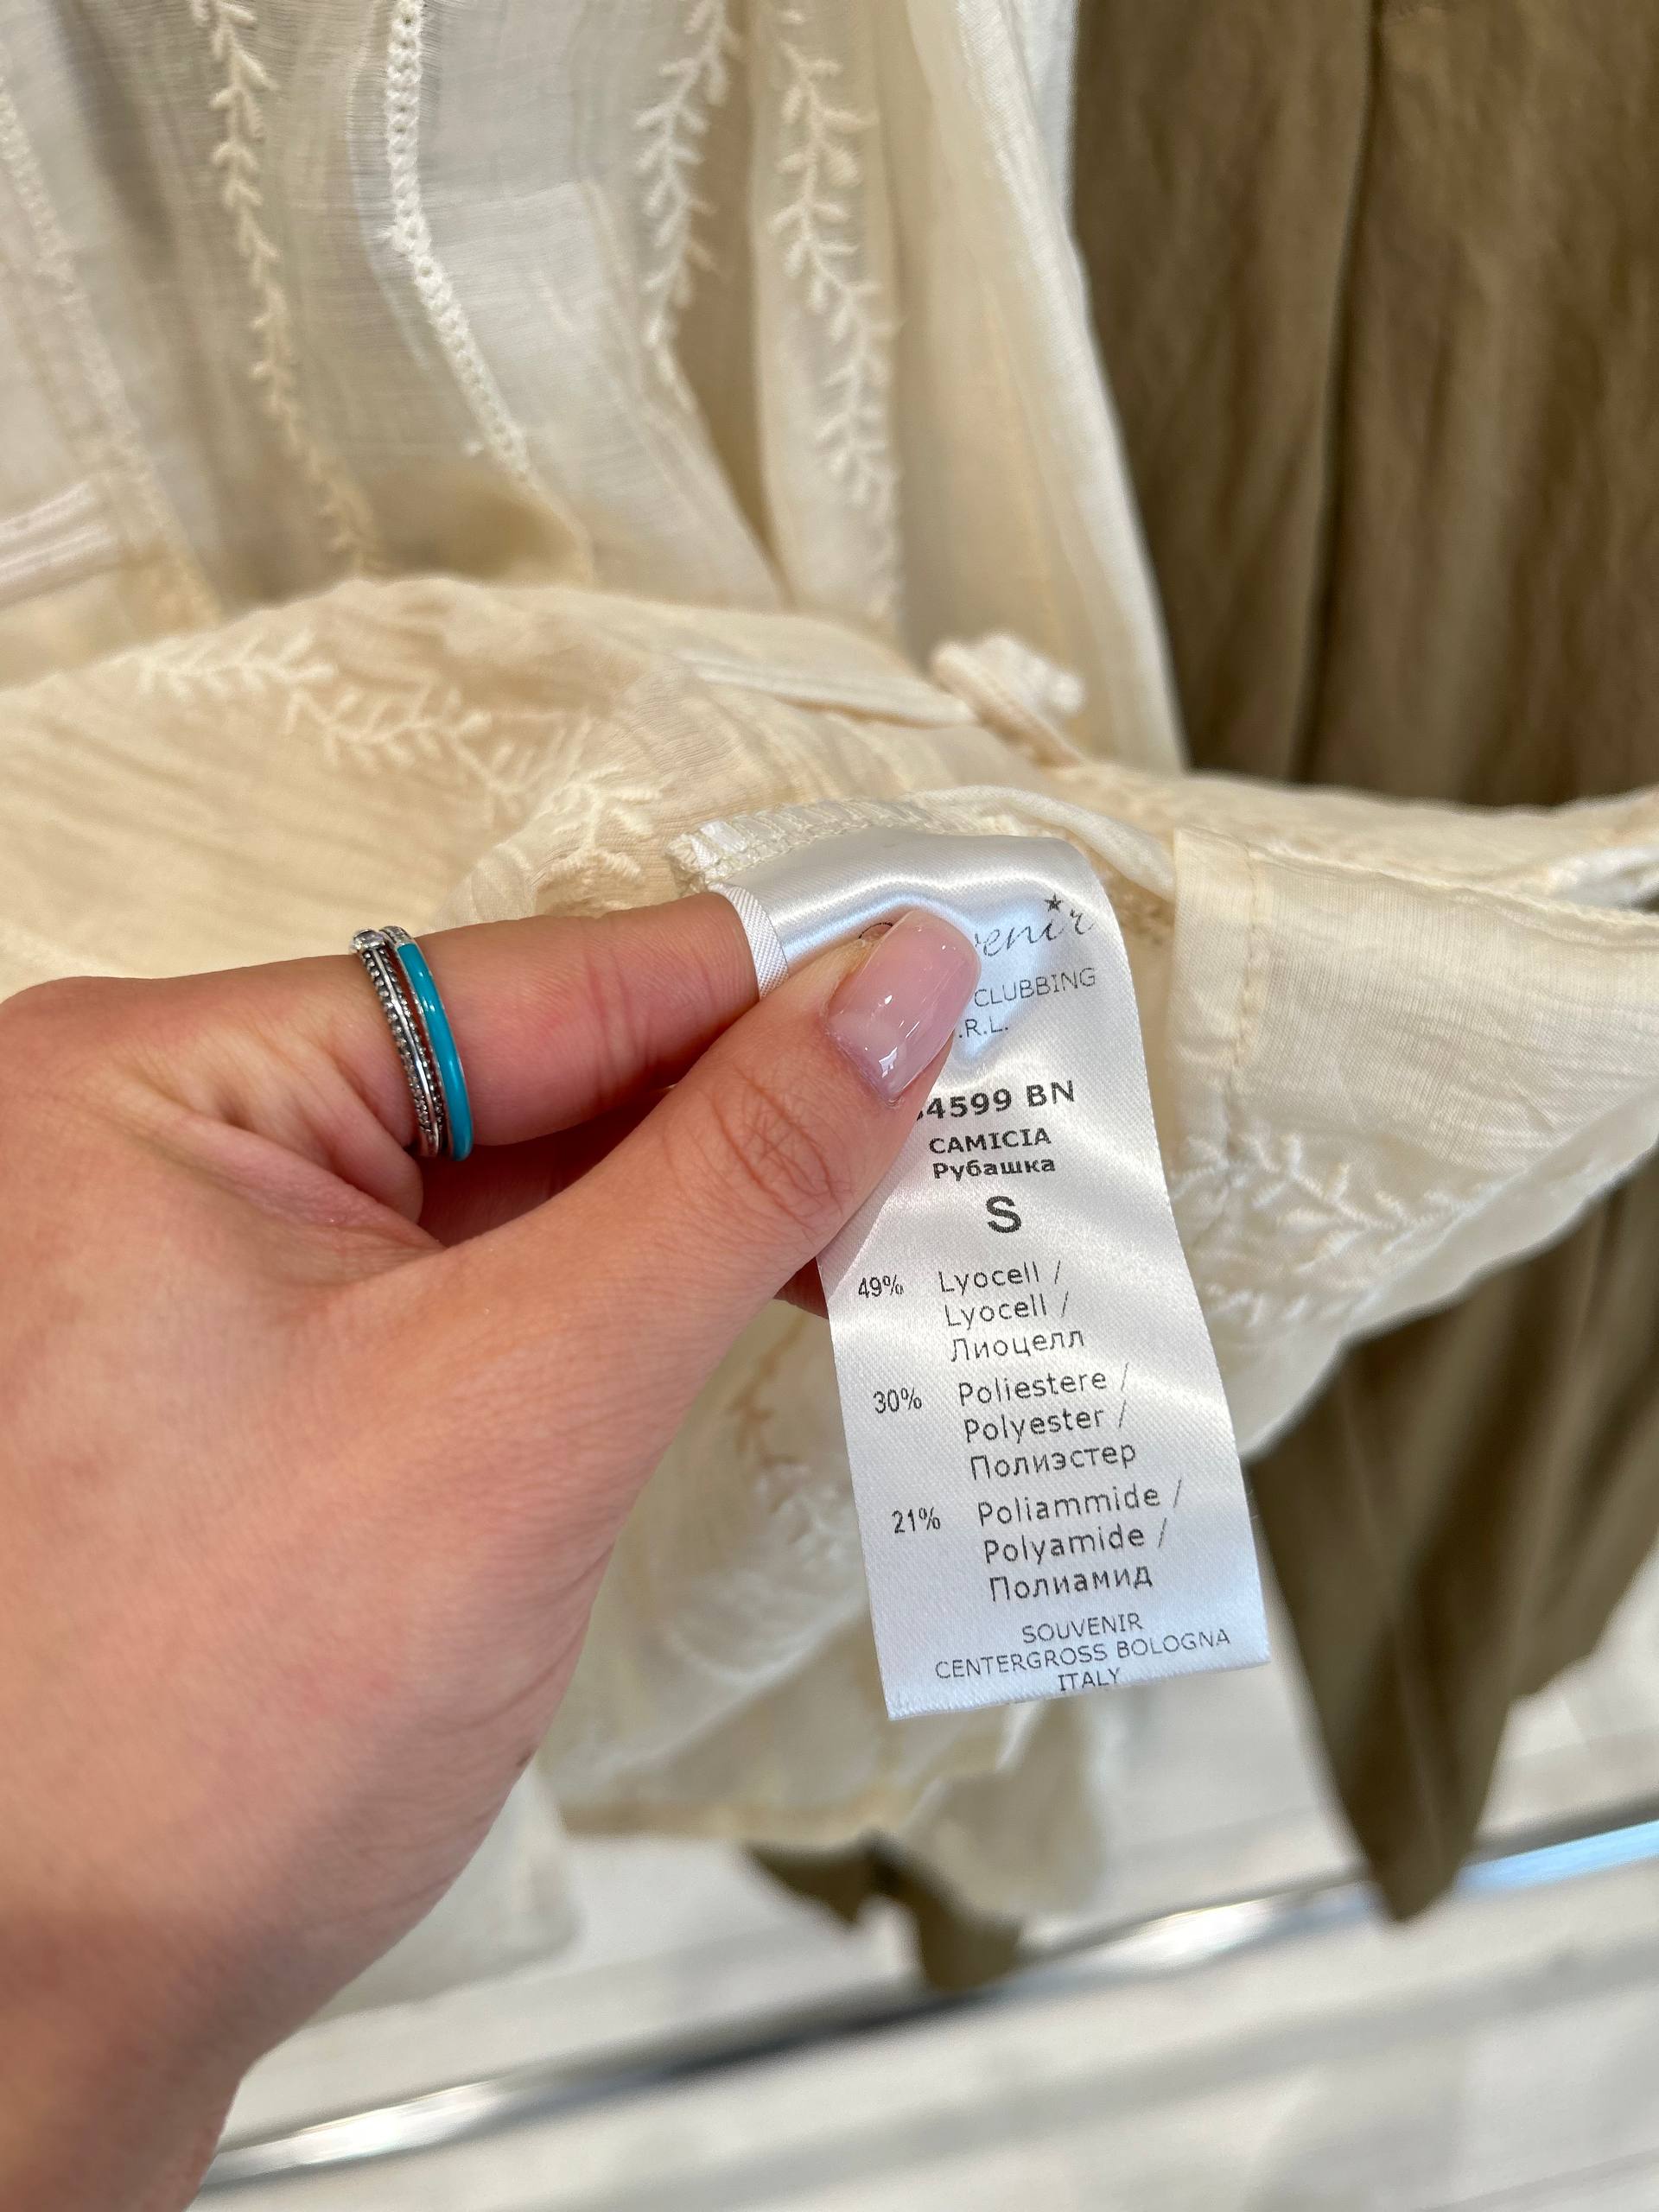 CLUBBING
.R.L.
4599 BN
CAMICIA
Рубашка
S
49% Lyocell /
Lyocell /
Лиоцелл
30% Poliestere /
Polyester /
Полиэстер
21% Poliammide /
Polyamide /
Полиамид
SOUVENIR
CENTERGROSS BOLOGNA
ITALY